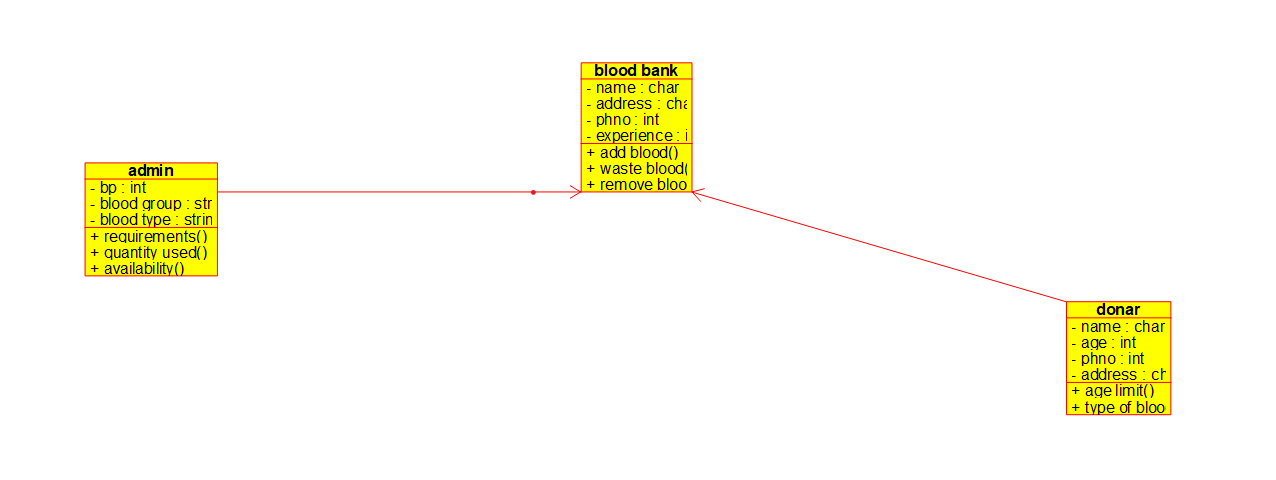 blood bank
- name : char
- address : cha
- phno : int
- experience : i
+ add blood()
+ waste blood(
+ remove bloo
admin
- bp : int
- blood group : str
- blood type : strin
+ requirements()
+ quantity used()
+ availability()
donar
- name : char
- age : int
- phno : int
- address : ch
+ age limit()
+ type of bloo